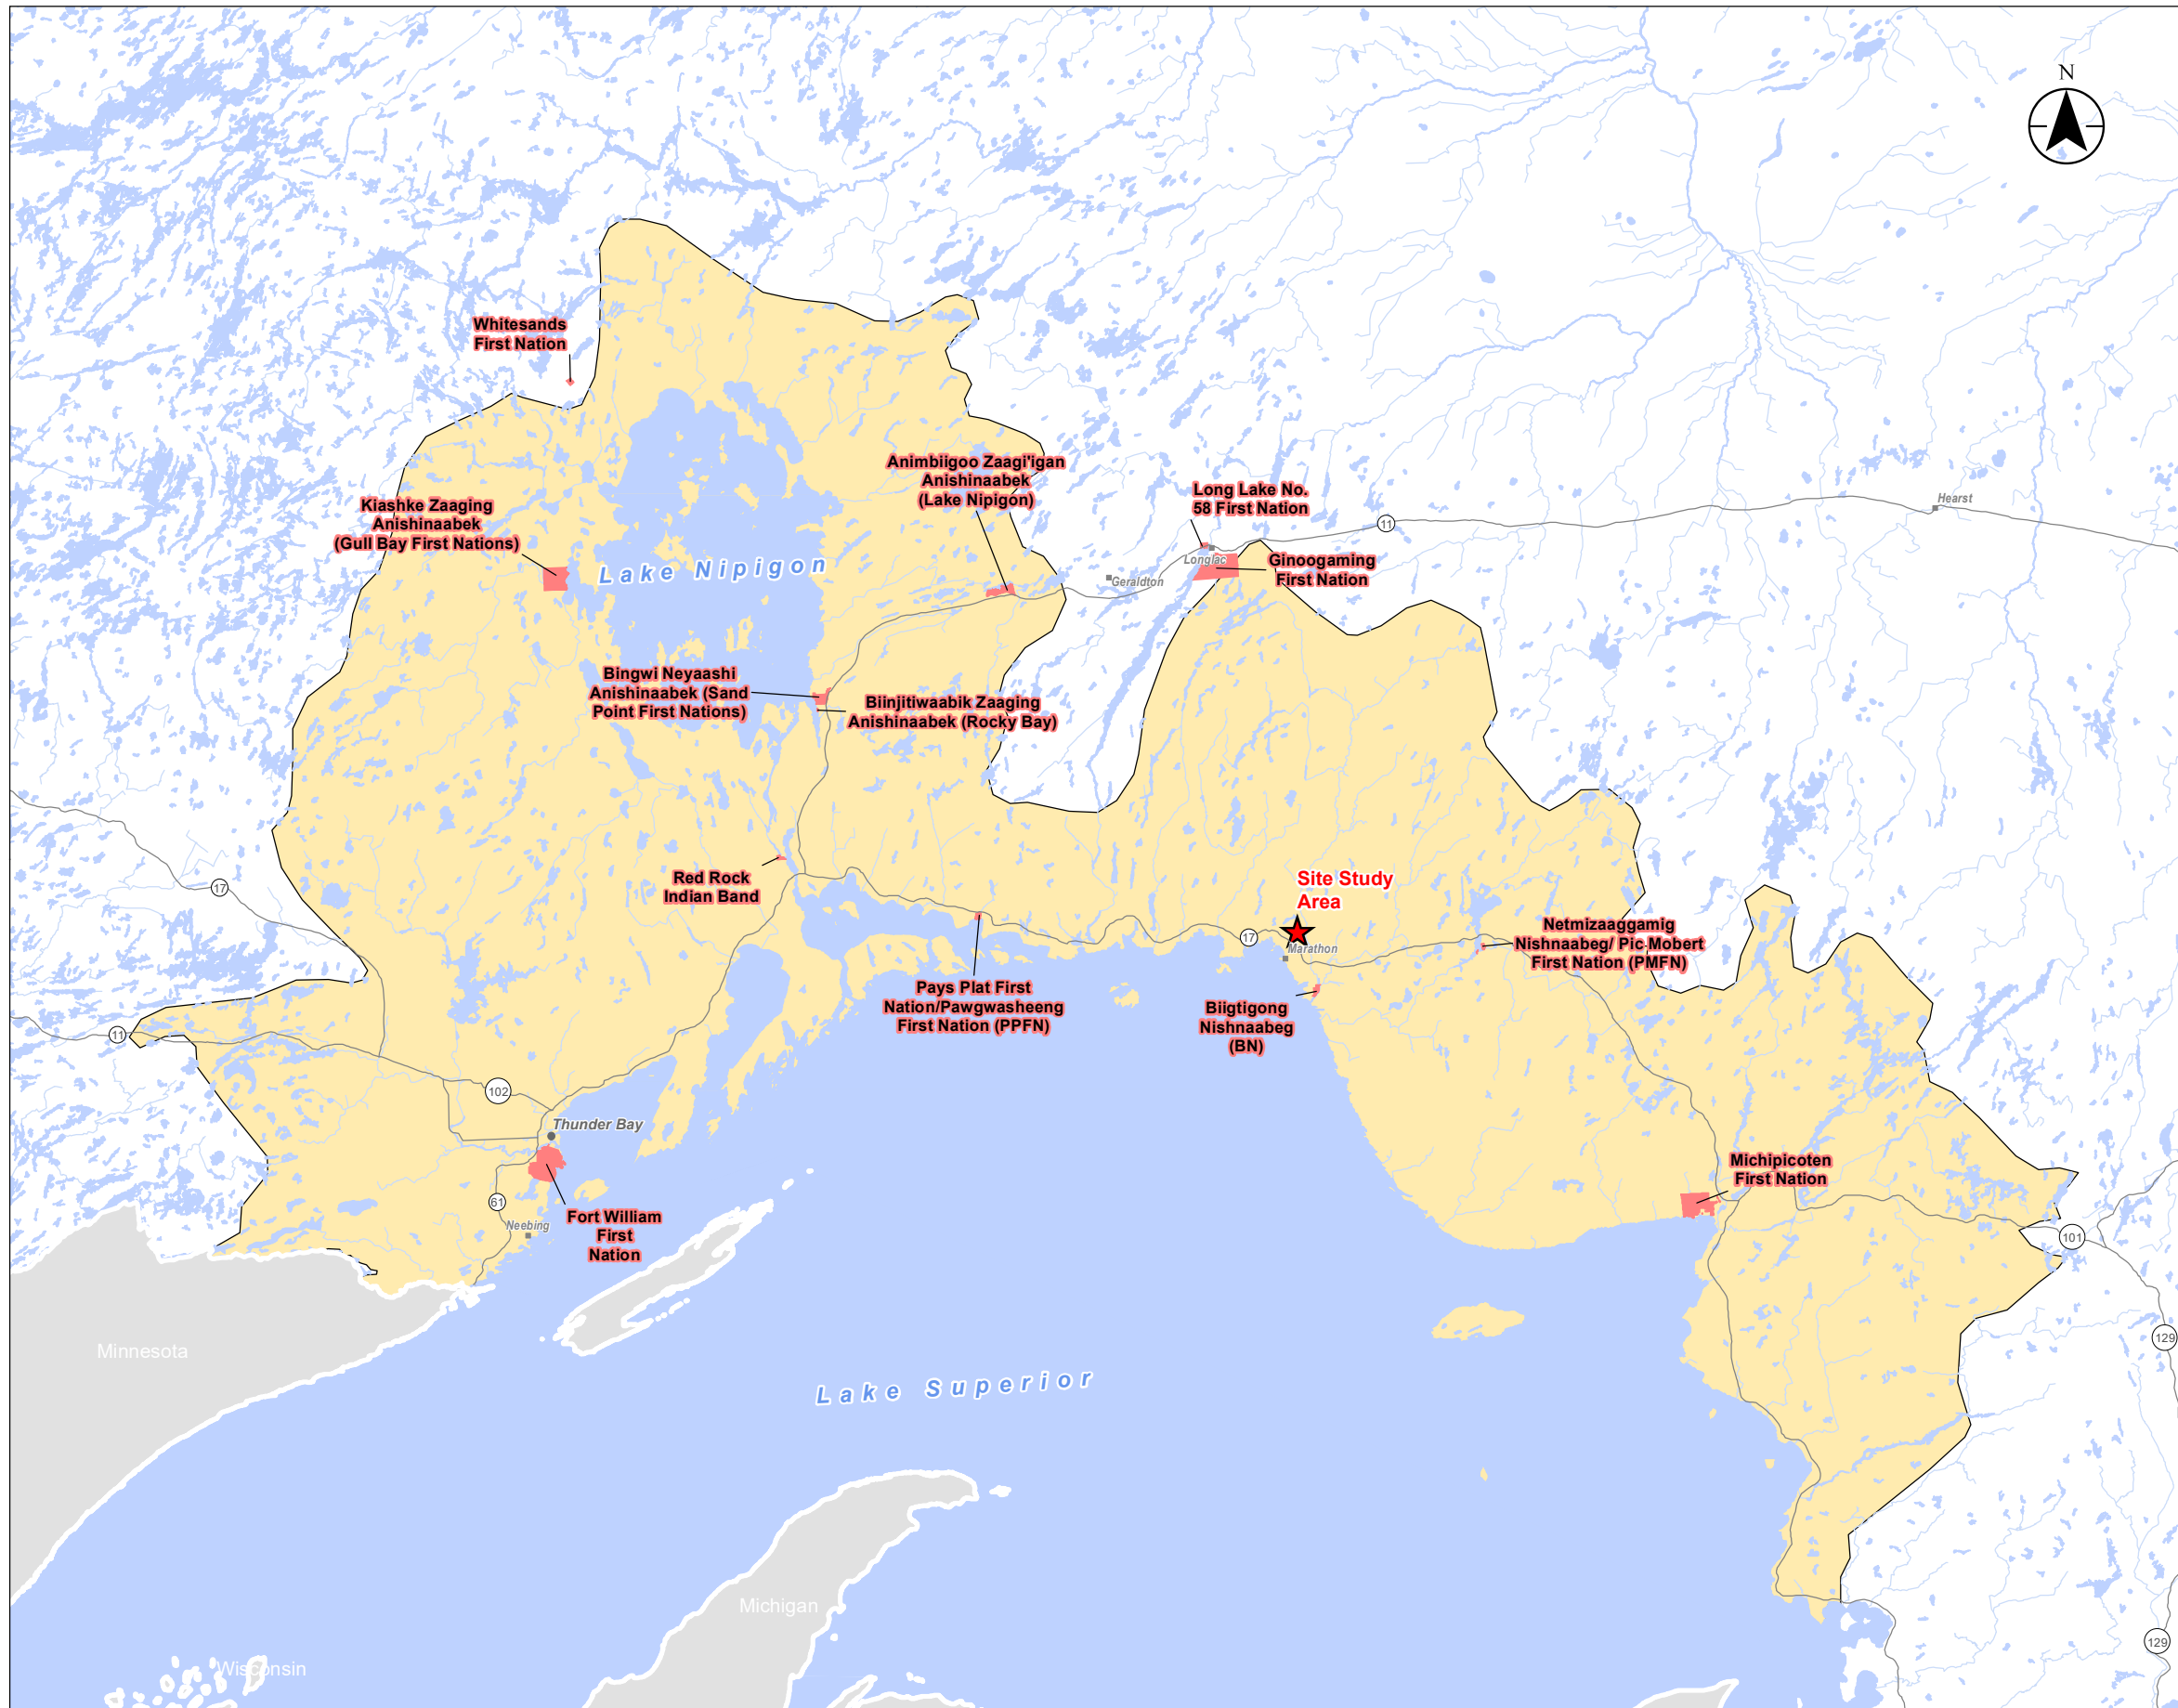 N
Whitesands
First Nation
Animbiigoo Zaagi'igan
Anishinaabek
(Lake Nipigon)
Long Lake No.
58 First Nation
Hearst
11
Kiashke Zaaging
Anishinaabek
(Gull Bay First Nations)
Lake Nipigon
Longlac
Geraldton
Ginoogaming
First Nation
Bingwi Neyaashi
Anishinaabek (Sand
Point First Nations)
Biinjitiwaabik Zaaging
Anishinaabek (Rocky Bay)
17
Red Rock
Indian Band
Site Study
Area
17
Marathon
Netmizaaggamig
Nishnaabeg/ Pic Mobert
First Nation (PMFN)
Pays Plat First
Nation/Pawgwasheeng
First Nation (PPFN)
Biigtigong
Nishnaabeg
(BN)
11
102
Thunder Bay
Michipicoten
First Nation
61
Neebing
Fort William
First
Nation
101
129
Minnesota
Lake Superior
Michigan
Wisconsin
129